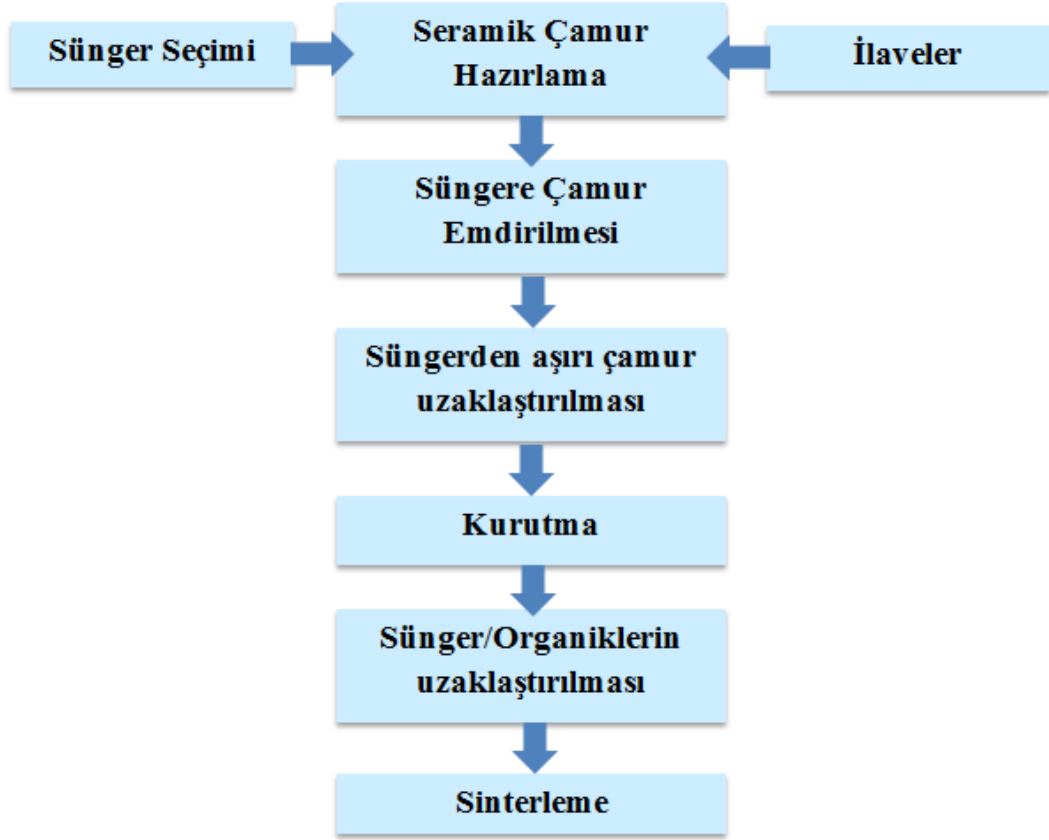 Sünger Seçimi
Seramik Çamur
Hazırlama
İlaveler
Süngere Çamur
Emdirilmesi
Süngerden aşırı çamur
uzaklaştırılması
Kurutma
Sünger/Organiklerin
uzaklaştırılması
Sinterleme